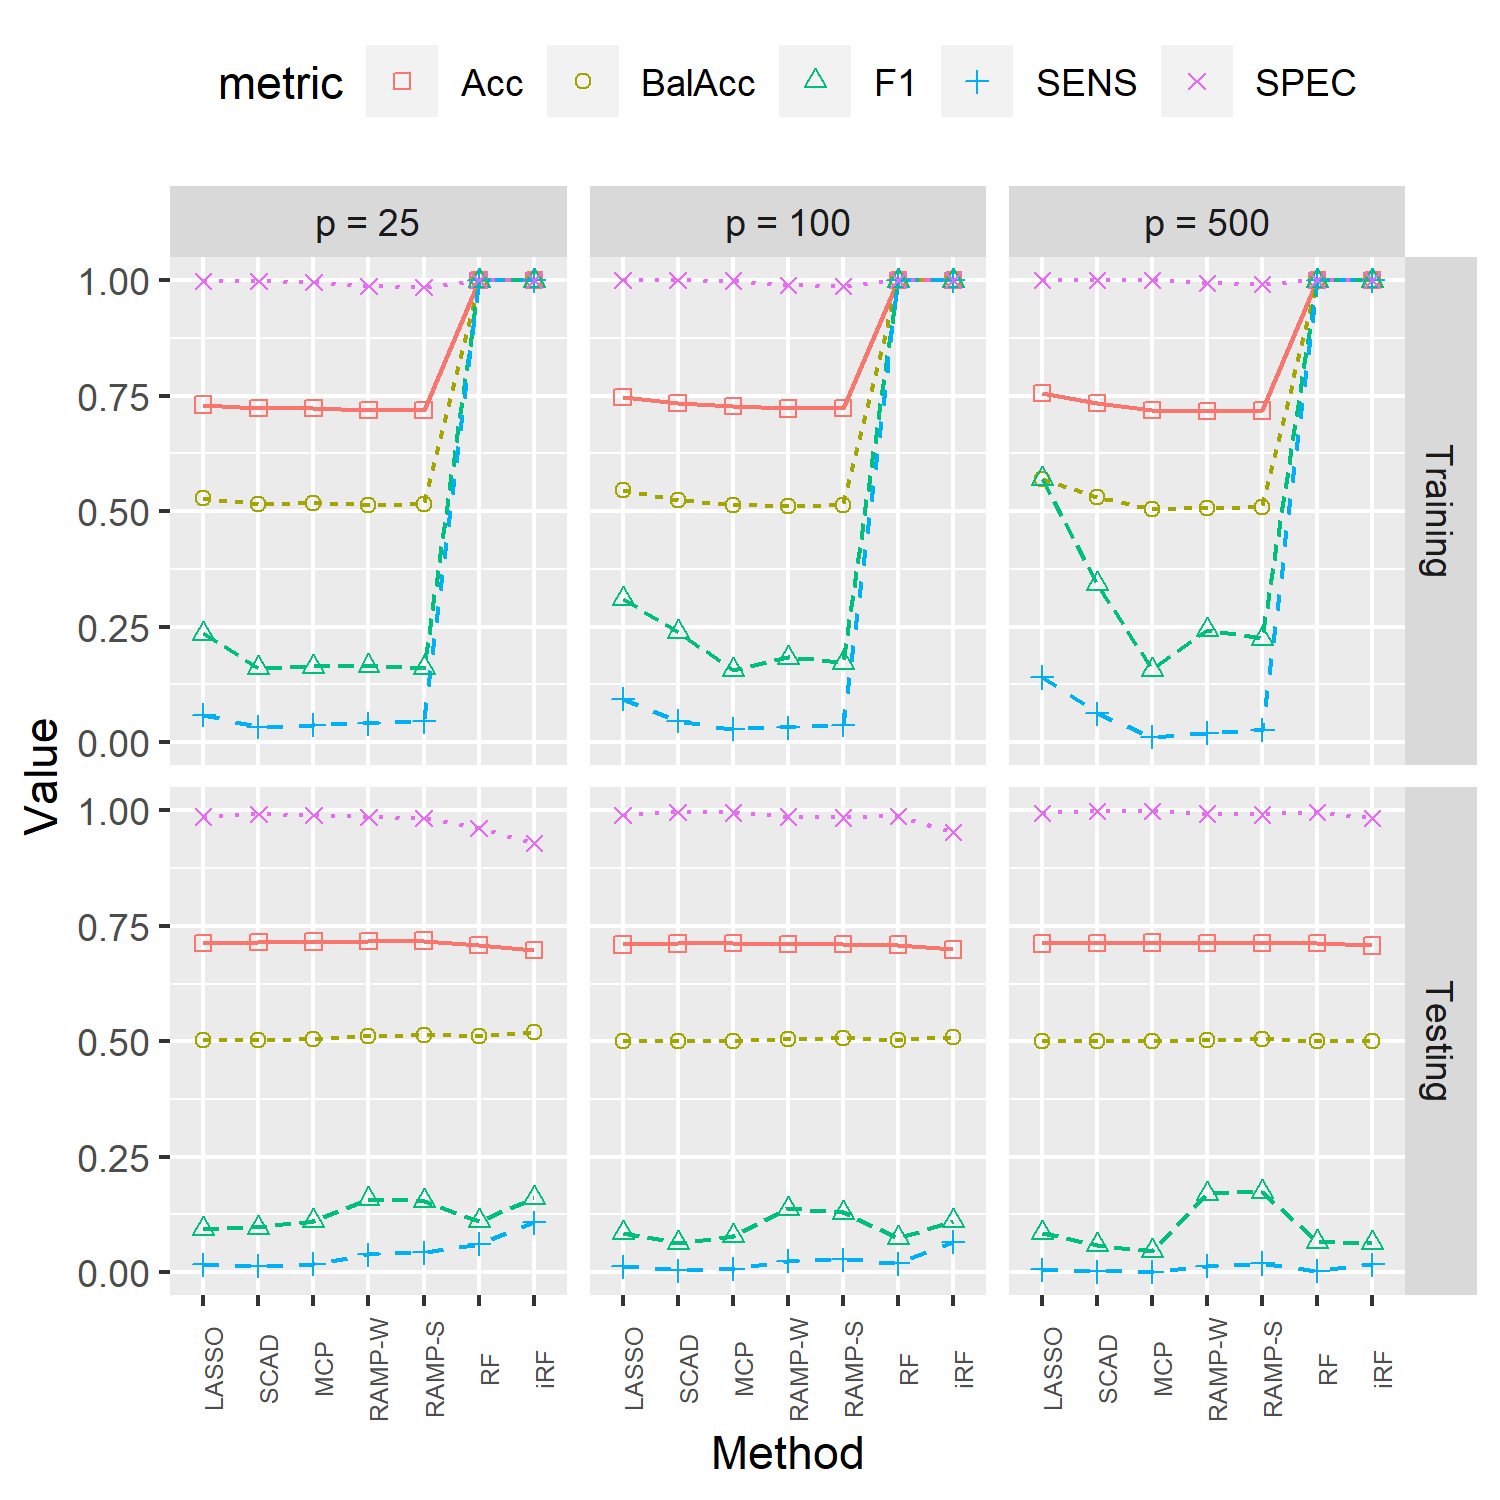 metric Acc BalAcc F1 SENS SPEC
p = 25 p = 100 p = 500
1.00
0.75
0.50
0.25
0.00
Training
1.00
0.75
0.50
0.25
0.00
Testing
Value
LASSO SCAD MCP RAMP-W RAMP-S RF iRF LASSO SCAD MCP RAMP-W RAMP-S RF iRF LASSO SCAD MCP RAMP-W RAMP-S RF iRF
Method